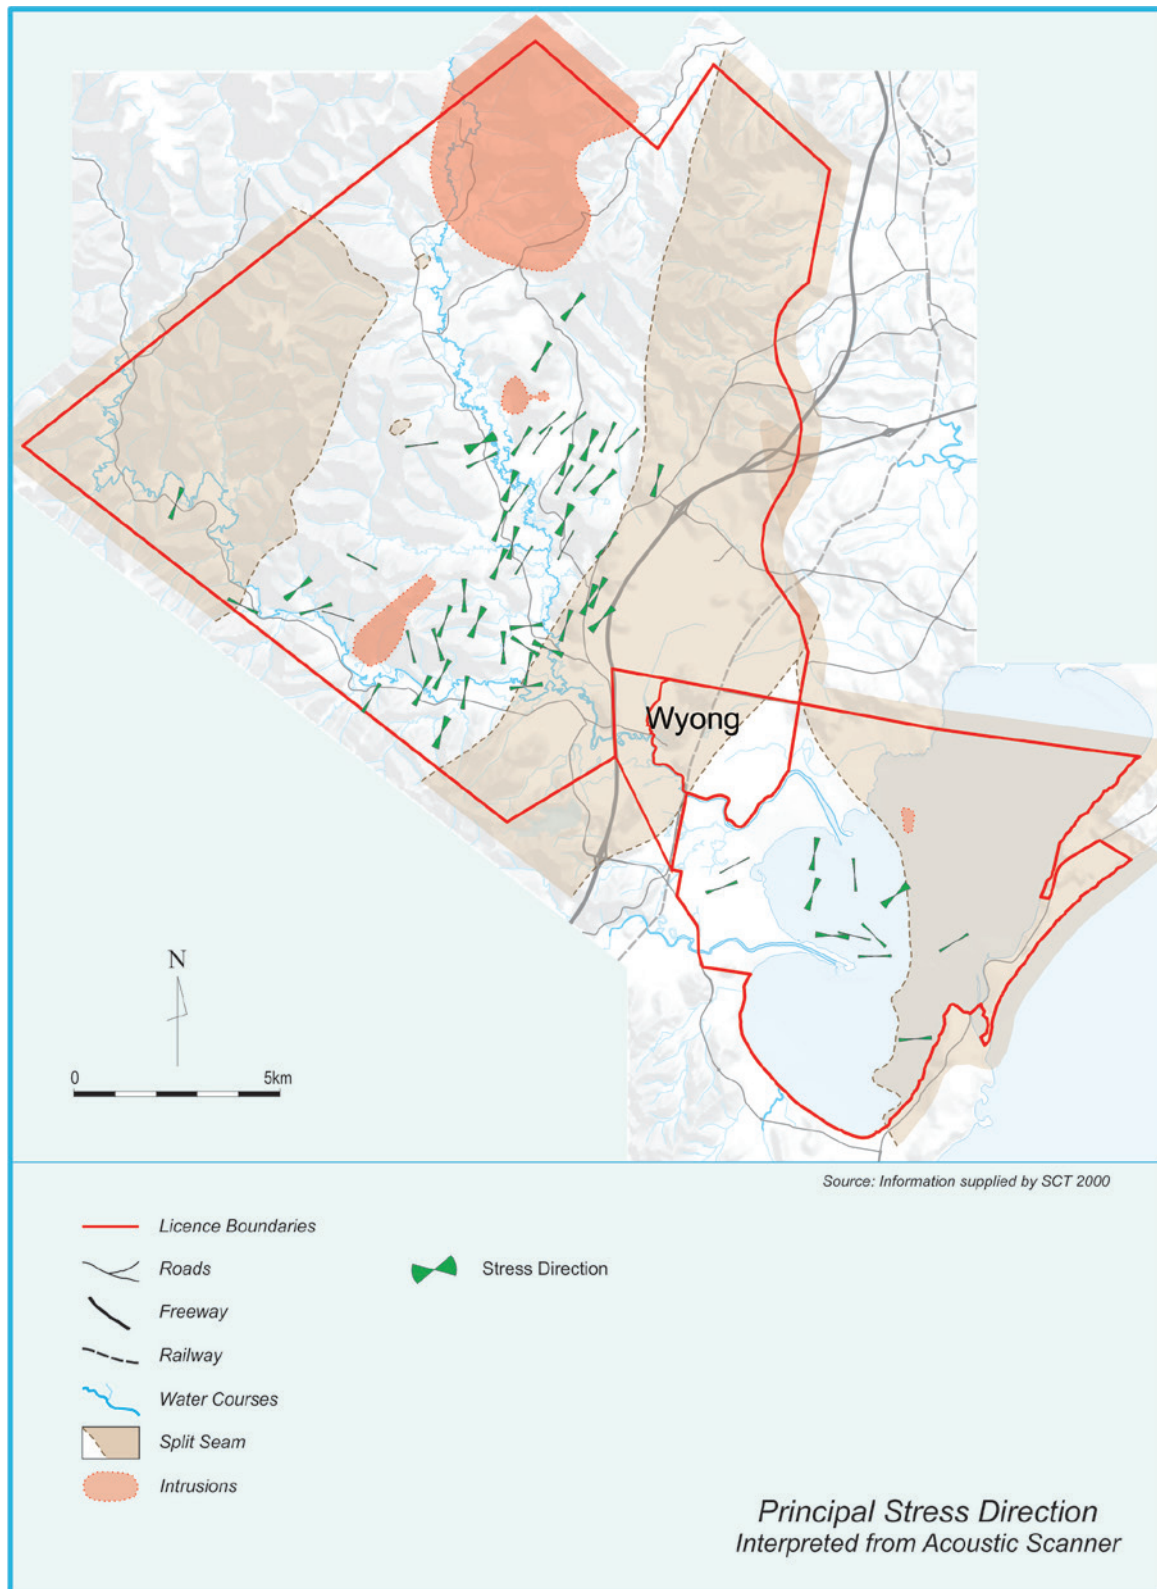 Wyong
N
0 5km
Source: Information supplied by SCT 2000
Licence Boundaries
Roads
Stress Direction
Freeway
Railway
Water Courses
Split Seam
Intrusions
Principal Stress Direction
Interpreted from Acoustic Scanner